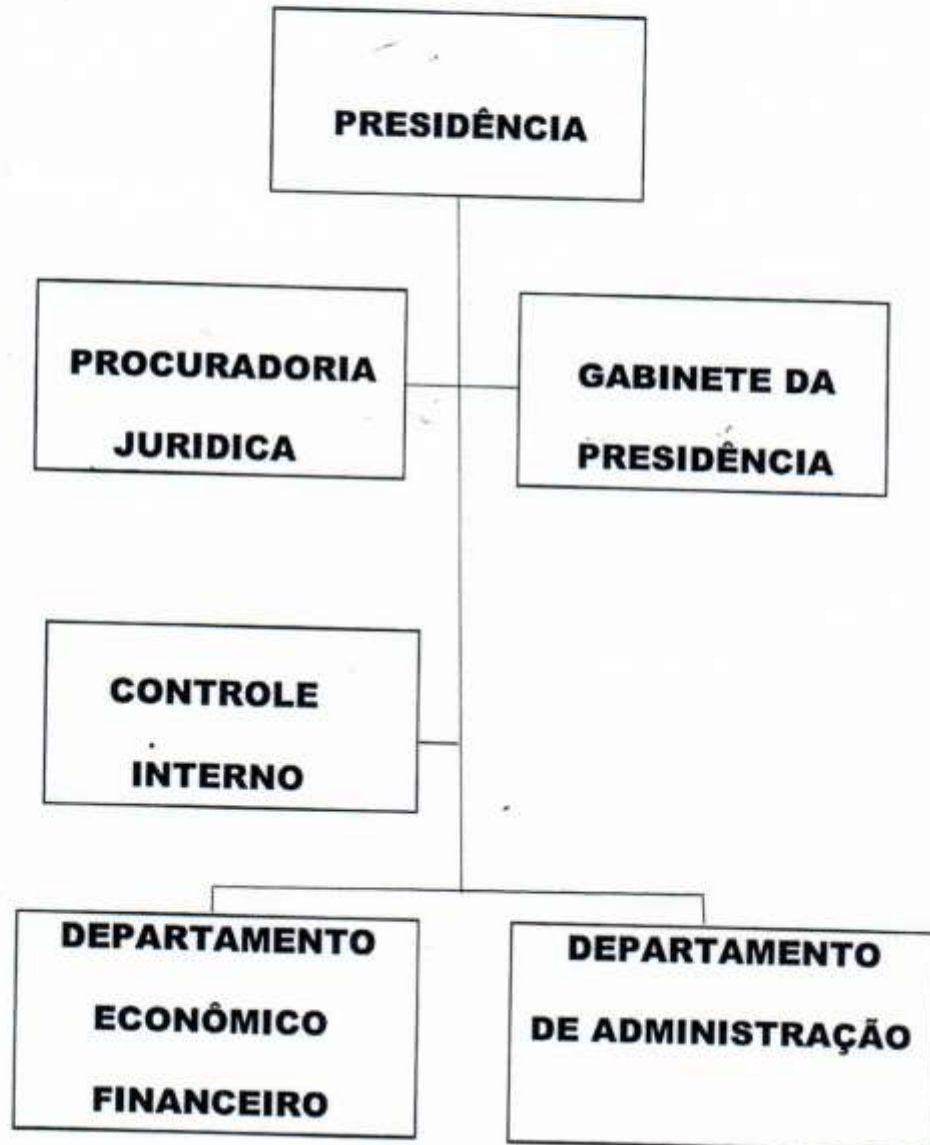 PRESIDÊNCIA
PROCURADORIA
JURIDICA
GABINETE DA
PRESIDÊNCIA
CONTROLE
INTERNO
DEPARTAMENTO
ECONÔMICO
FINANCEIRO
DEPARTAMENTO
DE ADMINISTRAÇÃO